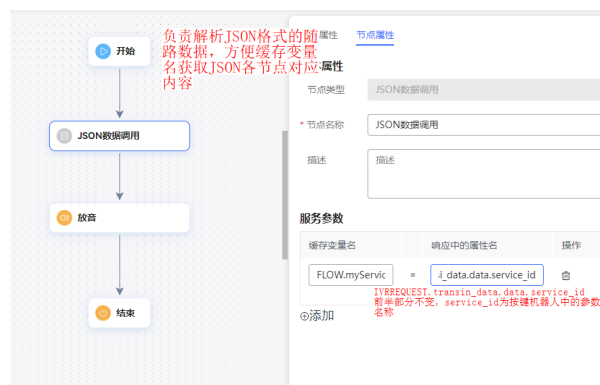 开始
负责解析JSON格式的随
路数据，方便缓存变量
名获取JSON各节点对应
内容
JSON数据调用
放音
结束
属性
节点属性
属性
节点类型
JSON数据调用
* 节点名称
JSON数据调用
描述
描述
服务参数
缓存变量名
响应中的属性名
操作
FLOW.myServic
=
_data.data.service_id
IVRREQUEST.transin_data.data.service_id
前半部分不变，service_id为按键机器人中的参数
名称
添加